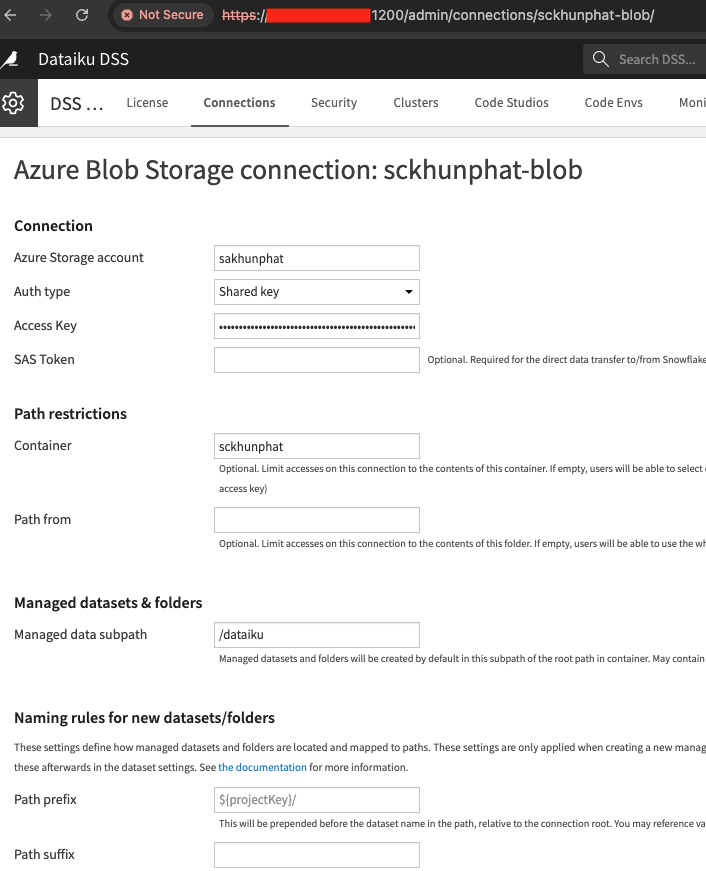 Not Secure https:// 1200/admin/connections/sckhunphat-blob/
Dataiku DSS Search DSS...
DSS ... License Connections Security Clusters Code Studios Code Envs Moni
Azure Blob Storage connection: sckhunphat-blob
Connection
Azure Storage account sakhunphat
Auth type Shared key
Access Key
SAS Token Optional. Required for the direct data transfer to/from Snowflake
Path restrictions
Container sckhunphat
Optional. Limit accesses on this connection to the contents of this container. If empty, users will be able to select
access key)
Path from
Optional. Limit accesses on this connection to the contents of this folder. If empty, users will be able to use the wh
Managed datasets & folders
Managed data subpath /dataiku
Managed datasets and folders will be created by default in this subpath of the root path in container. May contain
Naming rules for new datasets/folders
These settings define how managed datasets and folders are located and mapped to paths. These settings are only applied when creating a new manag
these afterwards in the dataset settings. See the documentation for more information.
Path prefix ${projectKey}/
This will be prepended before the dataset name in the path, relative to the connection root. You may reference va
Path suffix